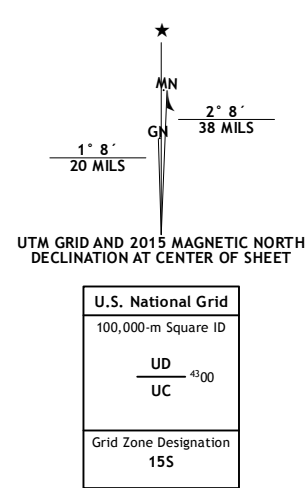 MN
GN
2° 8´
38 MILS
1° 8´
20 MILS
UTM GRID AND 2015 MAGNETIC NORTH
DECLINATION AT CENTER OF SHEET
U.S. National Grid
100,000-m Square ID
UD
4300
UC
Grid Zone Designation
15S